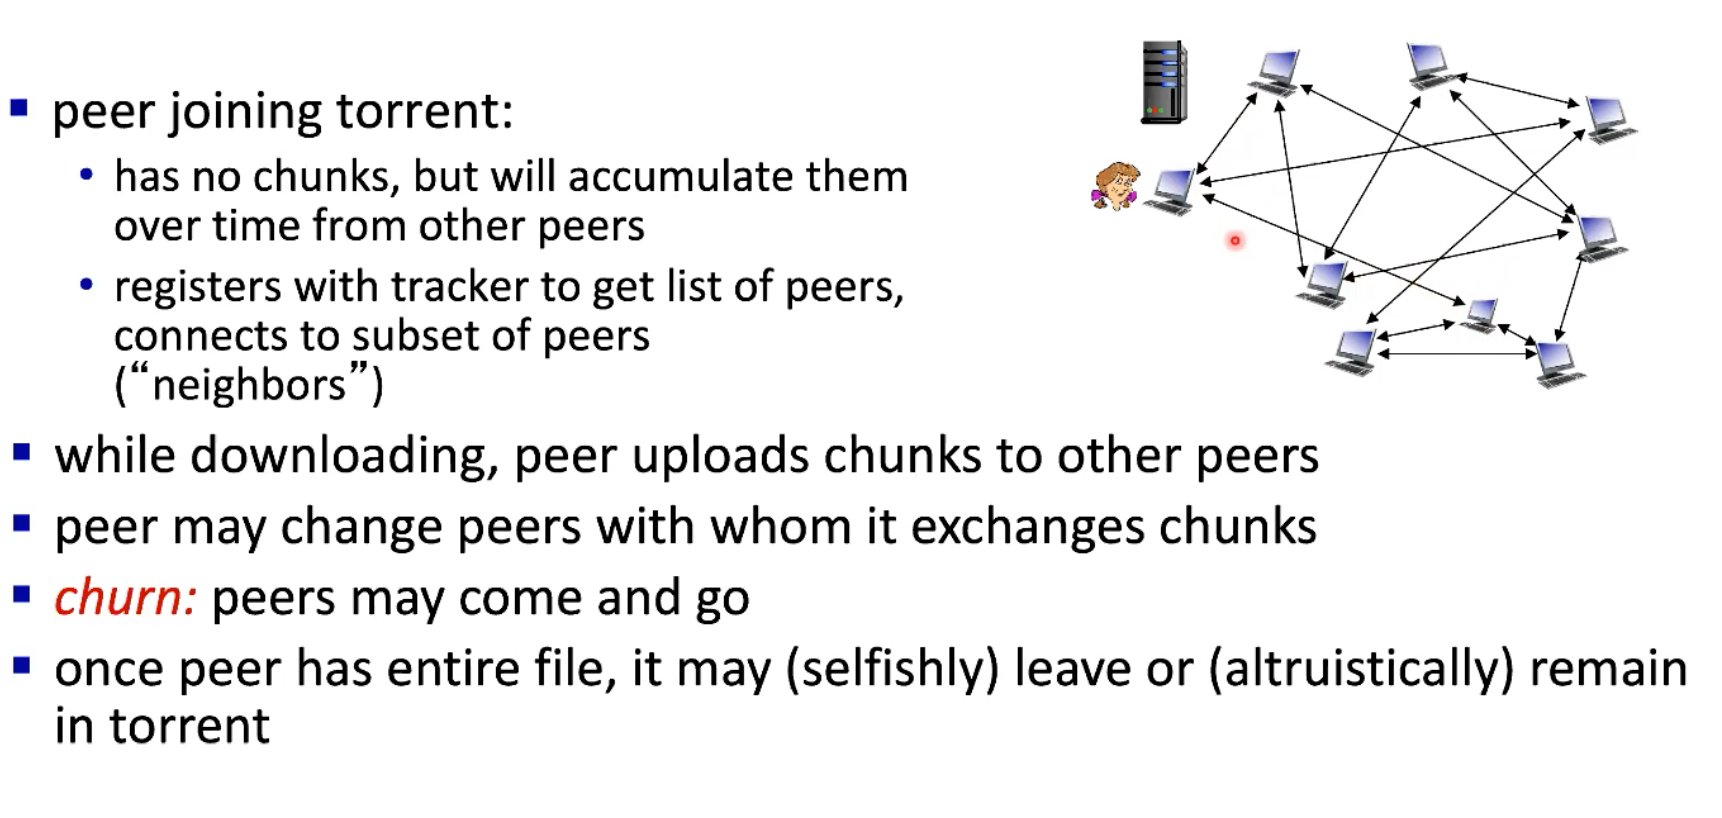 peer joining torrent:
has no chunks, but will accumulate them
over time from other peers
registers with tracker to get list of peers,
connects to subset of peers
(“neighbors”)
while downloading, peer uploads chunks to other peers
peer may change peers with whom it exchanges chunks
churn: peers may come and go
once peer has entire file, it may (selfishly) leave or (altruistically) remain
in torrent